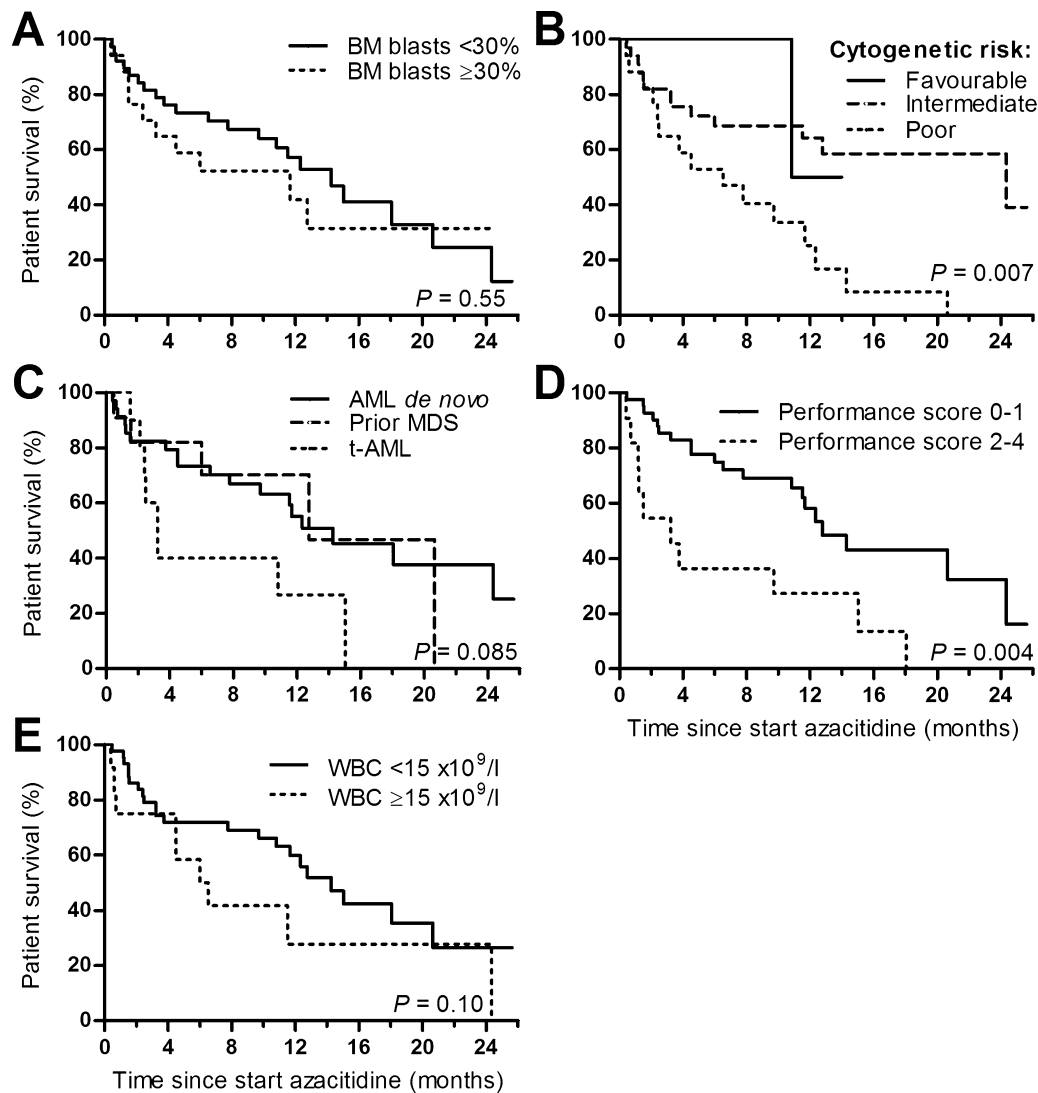 A
Patient survival (%)
100
80
60
40
20
0
0 4 8 12 16 20 24
BM blasts <30%
BM blasts ≥30%
P = 0.55
B
100
80
60
40
20
0
0 4 8 12 16 20 24
Cytogenetic risk:
Favourable
Intermediate
Poor
P = 0.007
C
Patient survival (%)
100
80
60
40
20
0
0 4 8 12 16 20 24
AML de novo
Prior MDS
t-AML
P = 0.085
D
100
80
60
40
20
0
0 4 8 12 16 20 24
Performance score 0-1
Performance score 2-4
P = 0.004
Time since start azacitidine (months)
E
Patient survival (%)
100
80
60
40
20
0
0 4 8 12 16 20 24
WBC <15 x10⁹/l
WBC ≥15 x10⁹/l
P = 0.10
Time since start azacitidine (months)